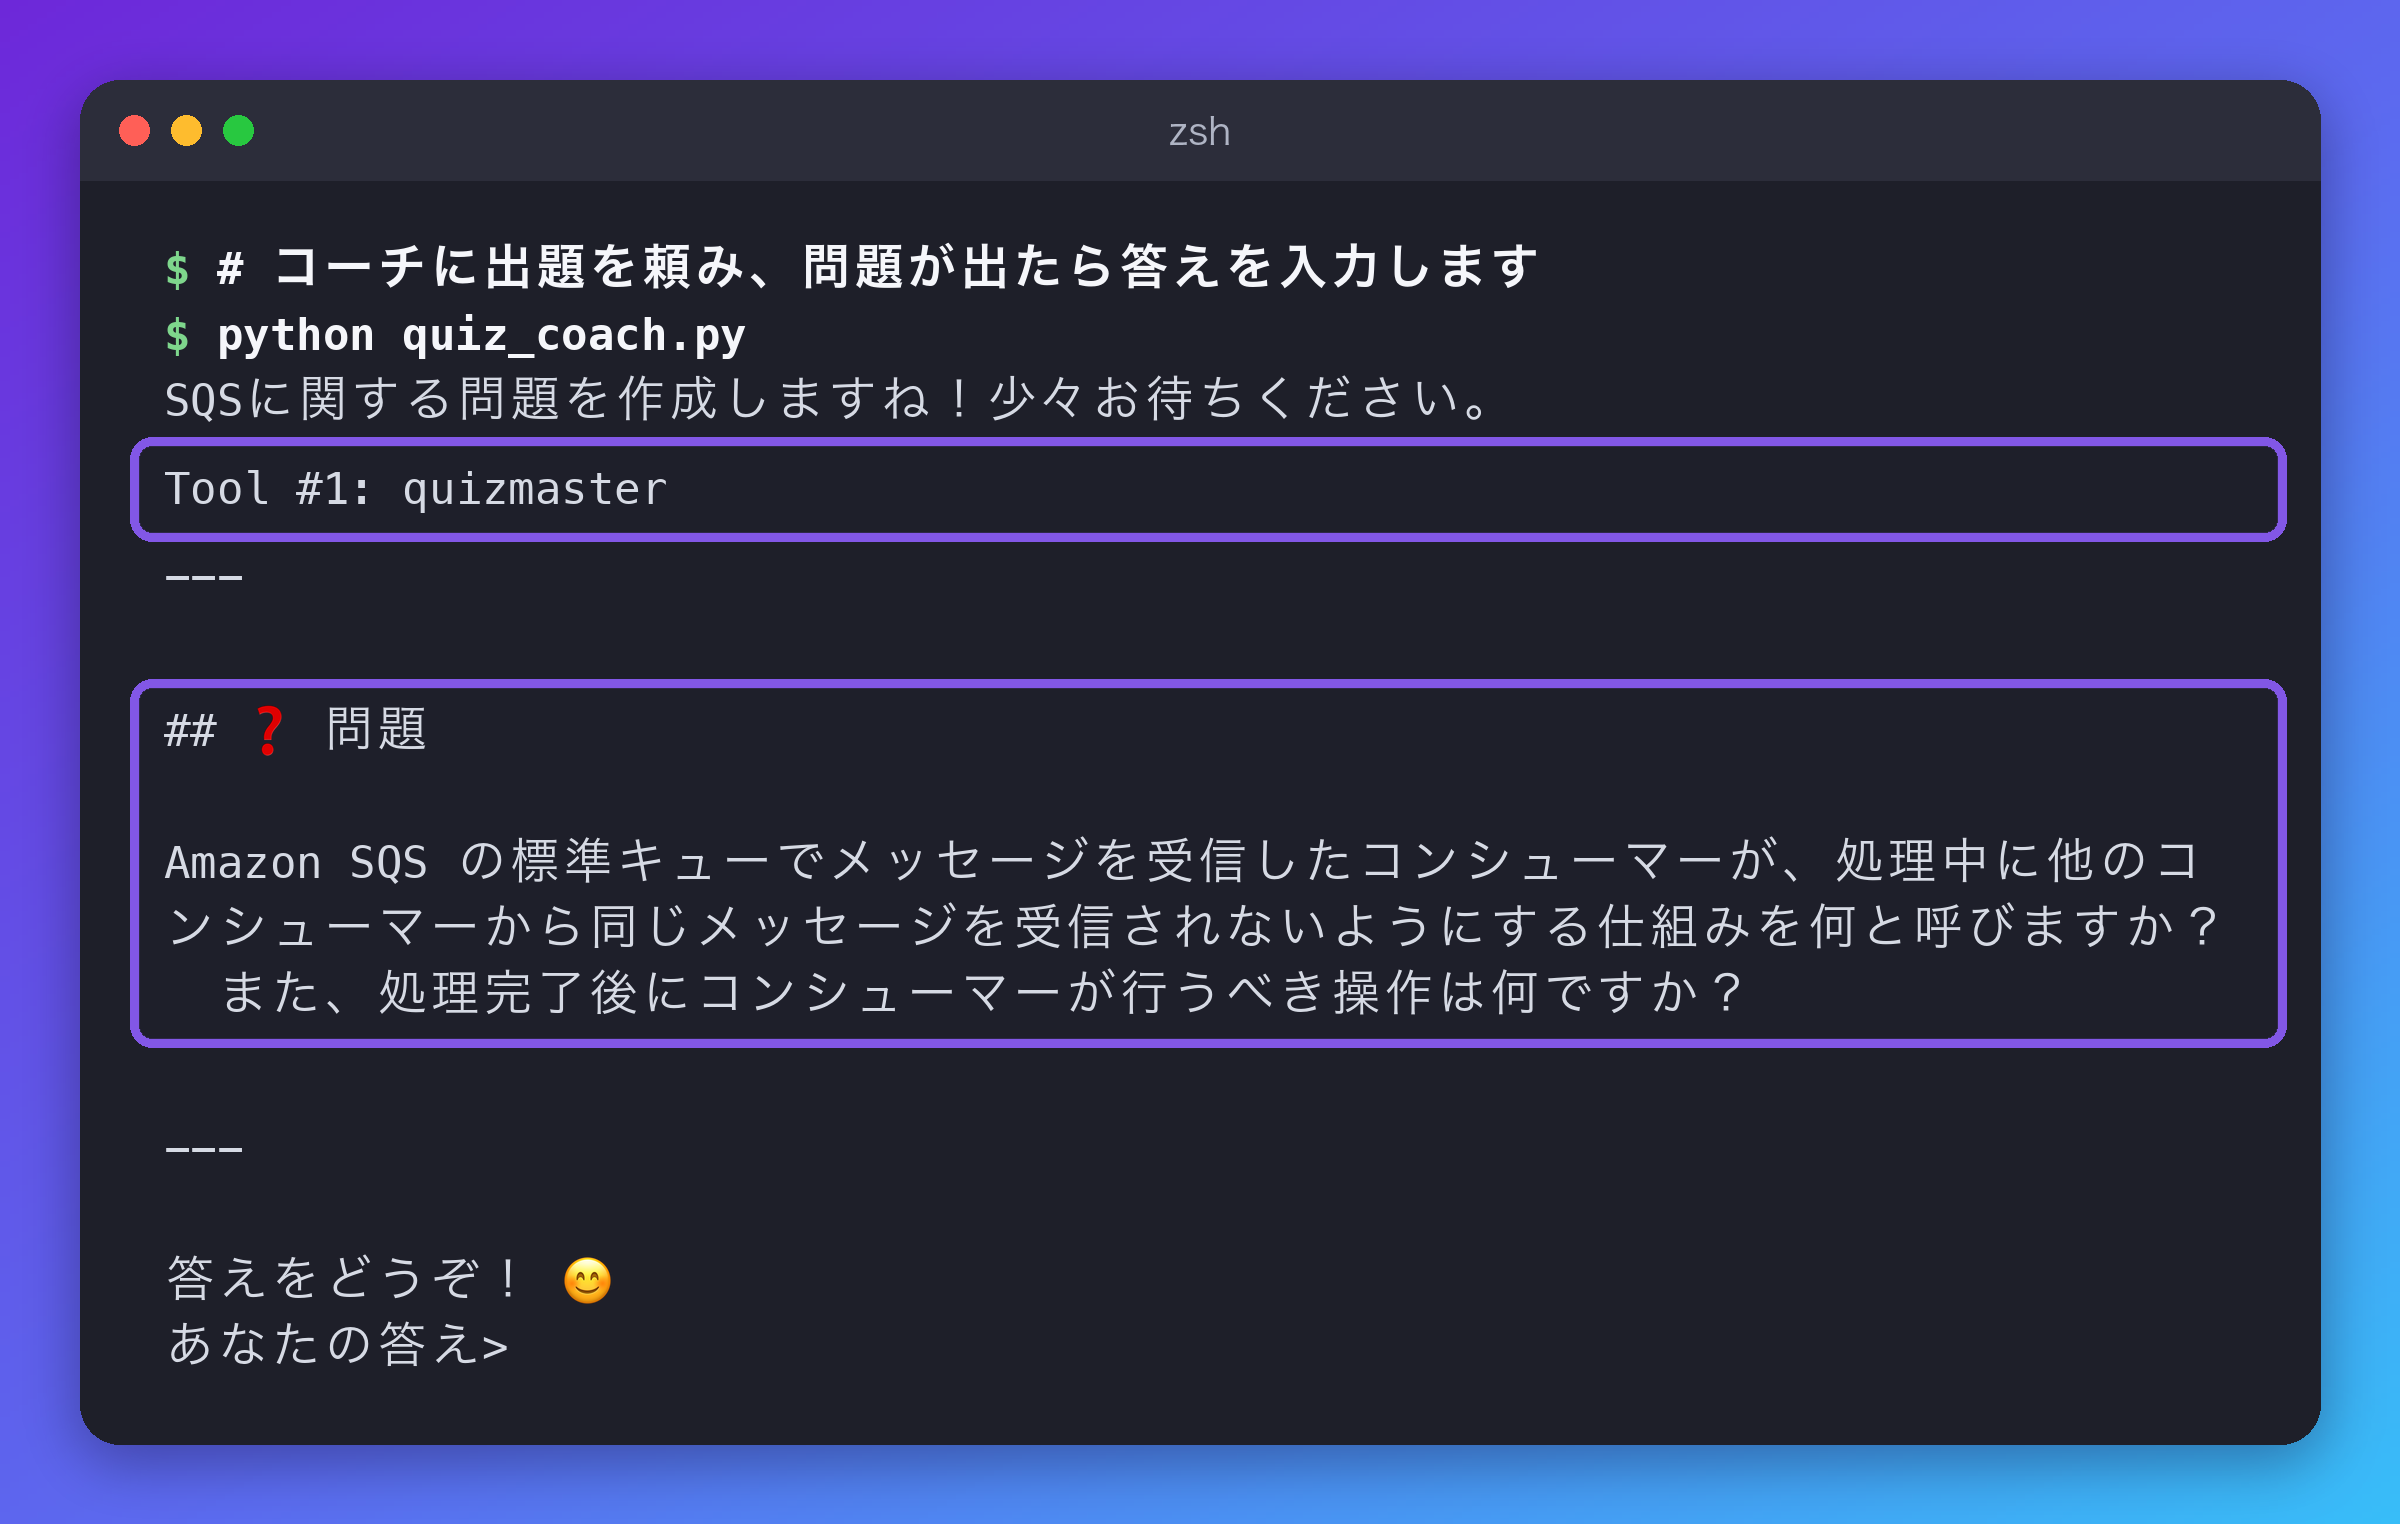 zsh
$ # コーチに出題を頼み、問題が出たら答えを入力します
$ python quiz_coach.py
SQSに関する問題を作成しますね！少々お待ちください。
Tool #1: quizmaster
---
## ❓ 問題
Amazon SQS の標準キューでメッセージを受信したコンシューマーが、処理中に他のコ
ンシューマーから同じメッセージを受信されないようにする仕組みを何と呼びますか？
　また、処理完了後にコンシューマーが行うべき操作は何ですか？
---
答えをどうぞ！ 😊
あなたの答え>